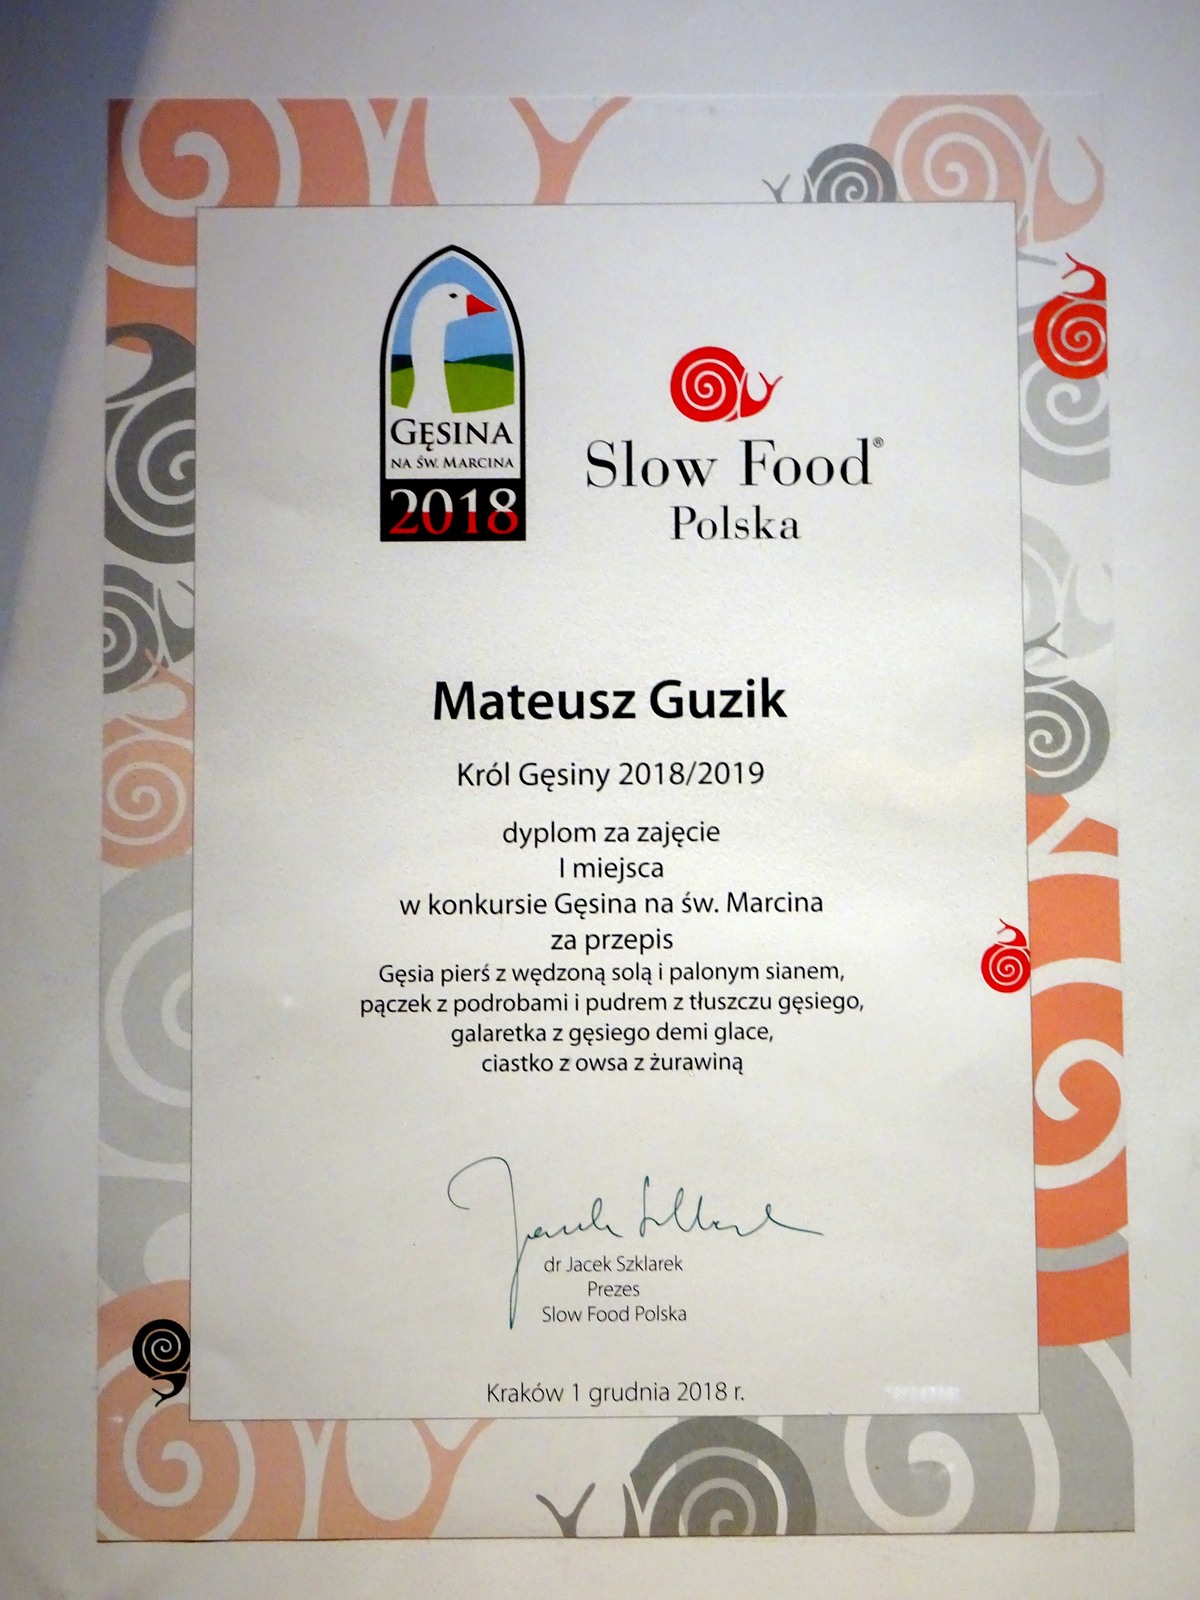 GĘSINA
NA ŚW. MARCINA
2018
Slow Food®
Polska
Mateusz Guzik
Król Gęsiny 2018/2019
dyplom za zajęcie
I miejsca
w konkursie Gęsina na św. Marcina
za przepis
Gęsia pierś z wędzoną solą i palonym sianem,
pączek z podrobami i pudrem z tłuszczu gęsiego,
galaretka z gęsiego demi glace,
ciastko z owsa z żurawiną
dr Jacek Szklarek
Prezes
Slow Food Polska
Kraków 1 grudnia 2018 r.